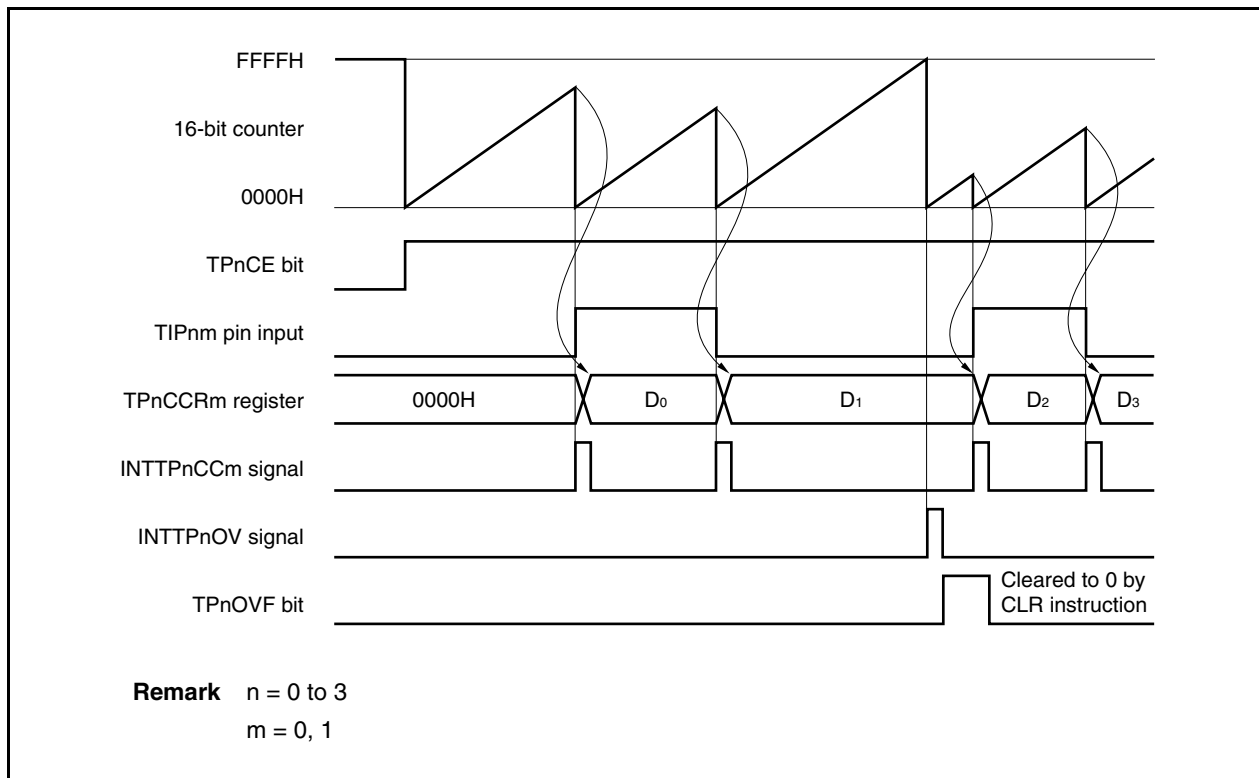 FFFFH
16-bit counter
0000H
TPnCE bit
TIPnm pin input
TPnCCRm register
0000H
D0
D1
D2
D3
INTTPnCCm signal
INTTPnOV signal
TPnOVF bit
Cleared to 0 by
CLR instruction
Remark n = 0 to 3
m = 0, 1